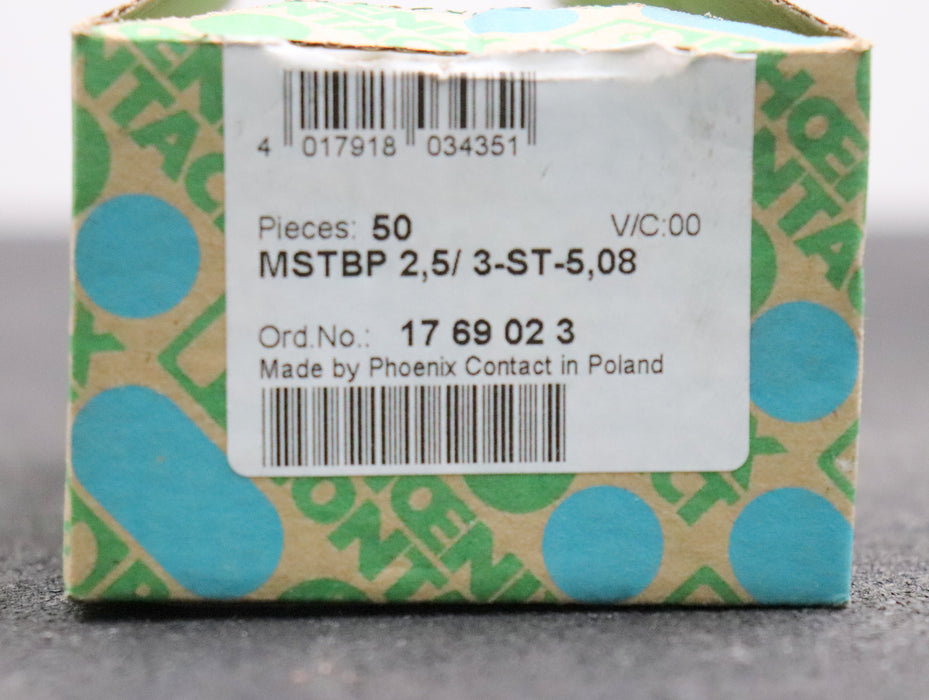 4 017918 034351
Pieces: 50 V/C:00
MSTBP 2,5/ 3-ST-5,08
Ord.No.: 17 69 02 3
Made by Phoenix Contact in Poland